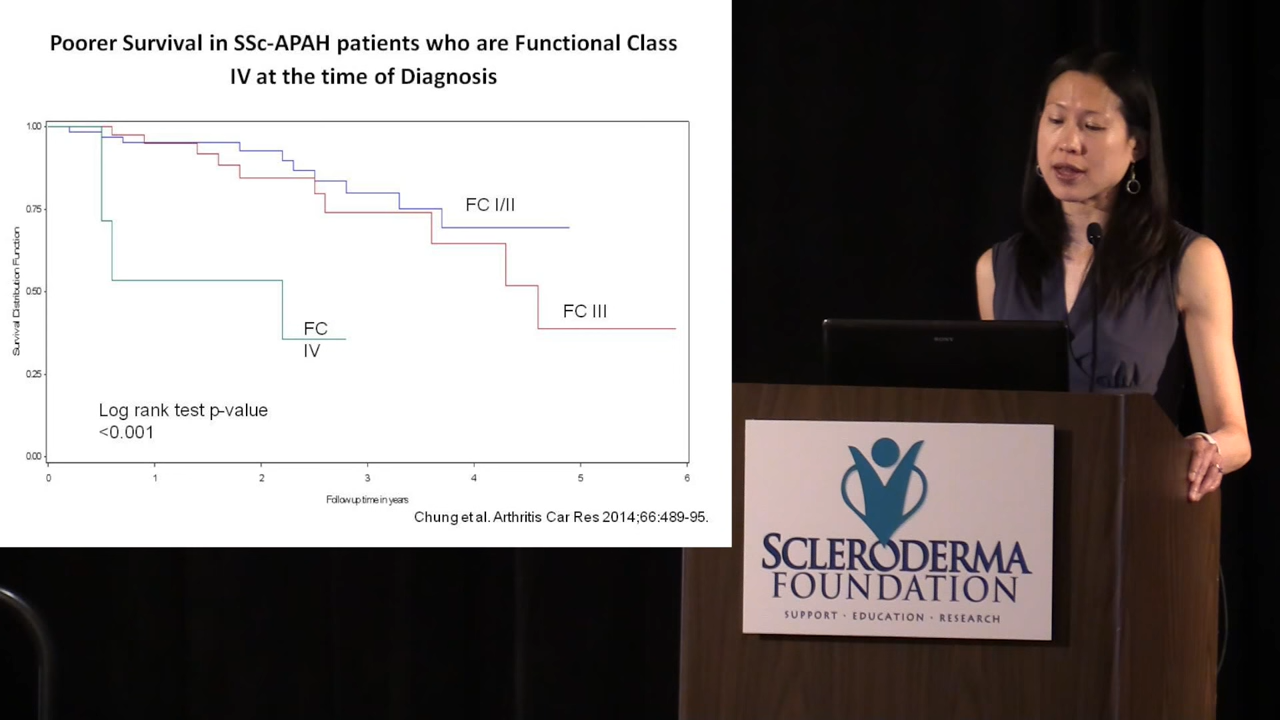 Poorer Survival in SSc-APAH patients who are Functional Class
IV at the time of Diagnosis
1.00
0.75
0.50
0.25
0.00
Survival Distribution Function
FC I/II
FC III
FC
IV
Log rank test p-value
<0.001
0 1 2 3 4 5 6
Follow up time in years
Chung et al. Arthritis Car Res 2014;66:489-95.
SONY
SCLERODERMA
FOUNDATION
SUPPORT · EDUCATION · RESEARCH